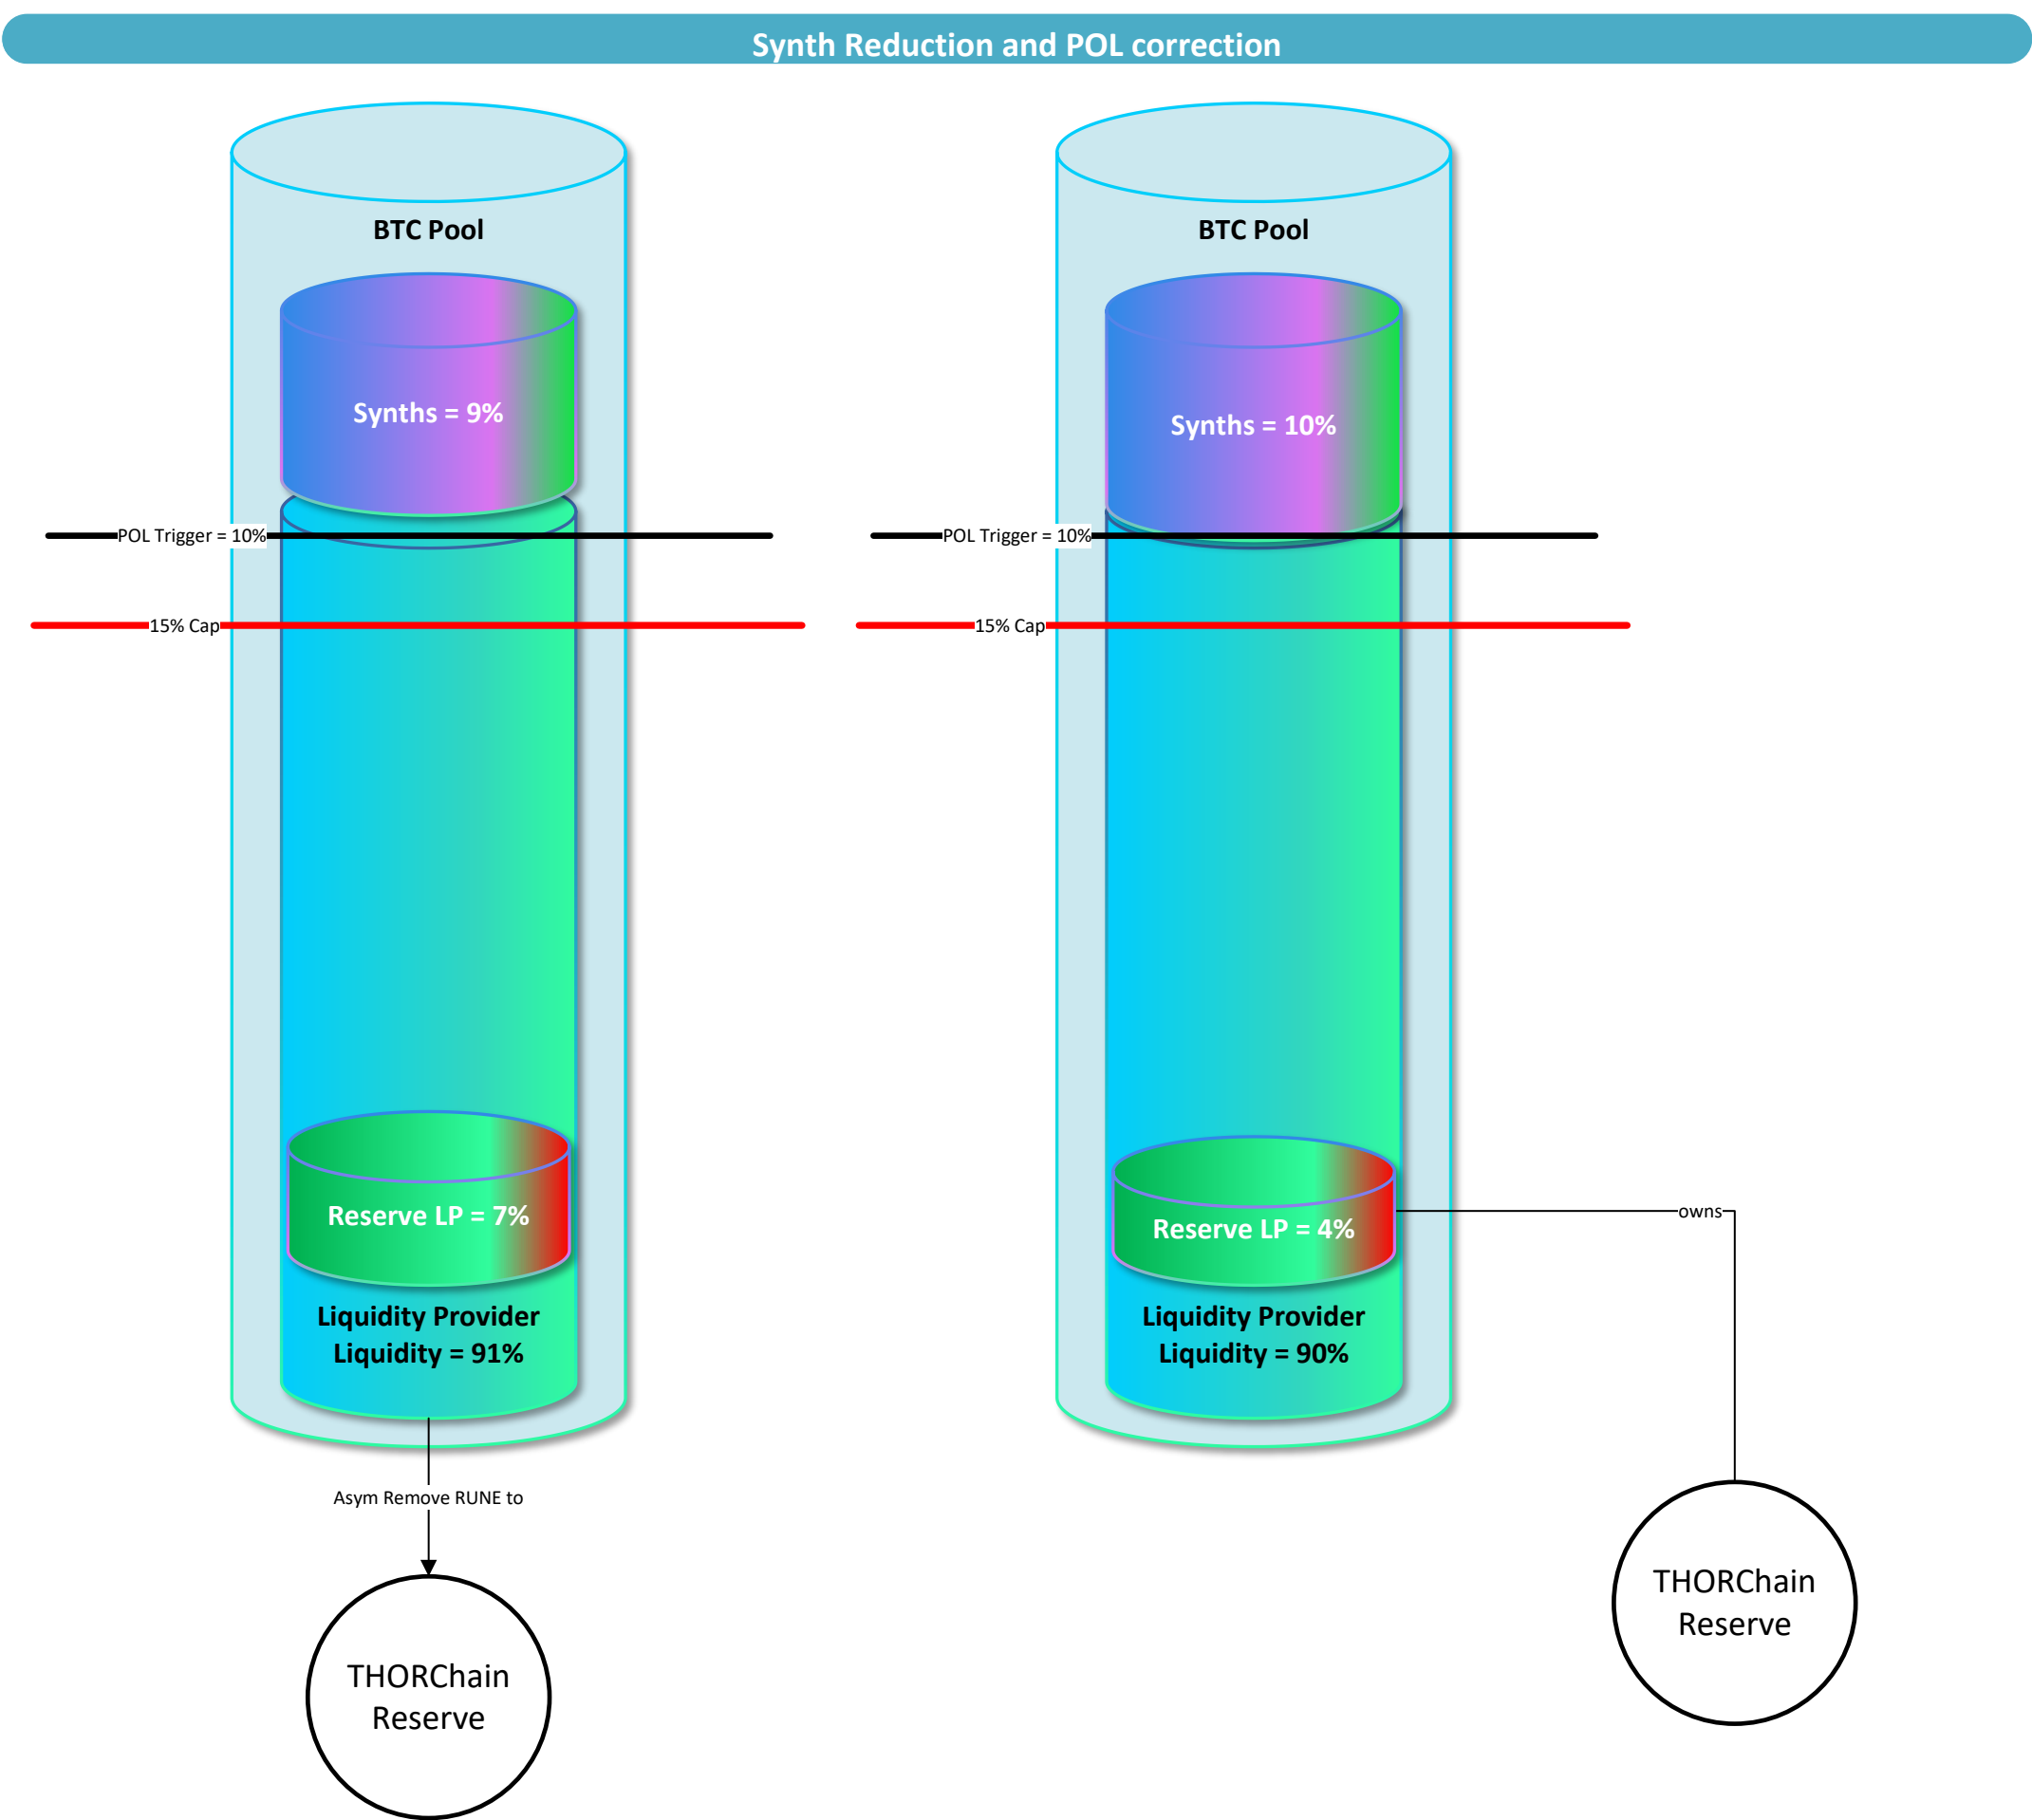 Synth Reduction and POL correction
BTC Pool
Synths = 9%
POL Trigger = 10%
15% Cap
Reserve LP = 7%
Liquidity Provider
Liquidity = 91%
Asym Remove RUNE to
THORChain
Reserve
BTC Pool
Synths = 10%
POL Trigger = 10%
15% Cap
Reserve LP = 4%
owns
Liquidity Provider
Liquidity = 90%
THORChain
Reserve